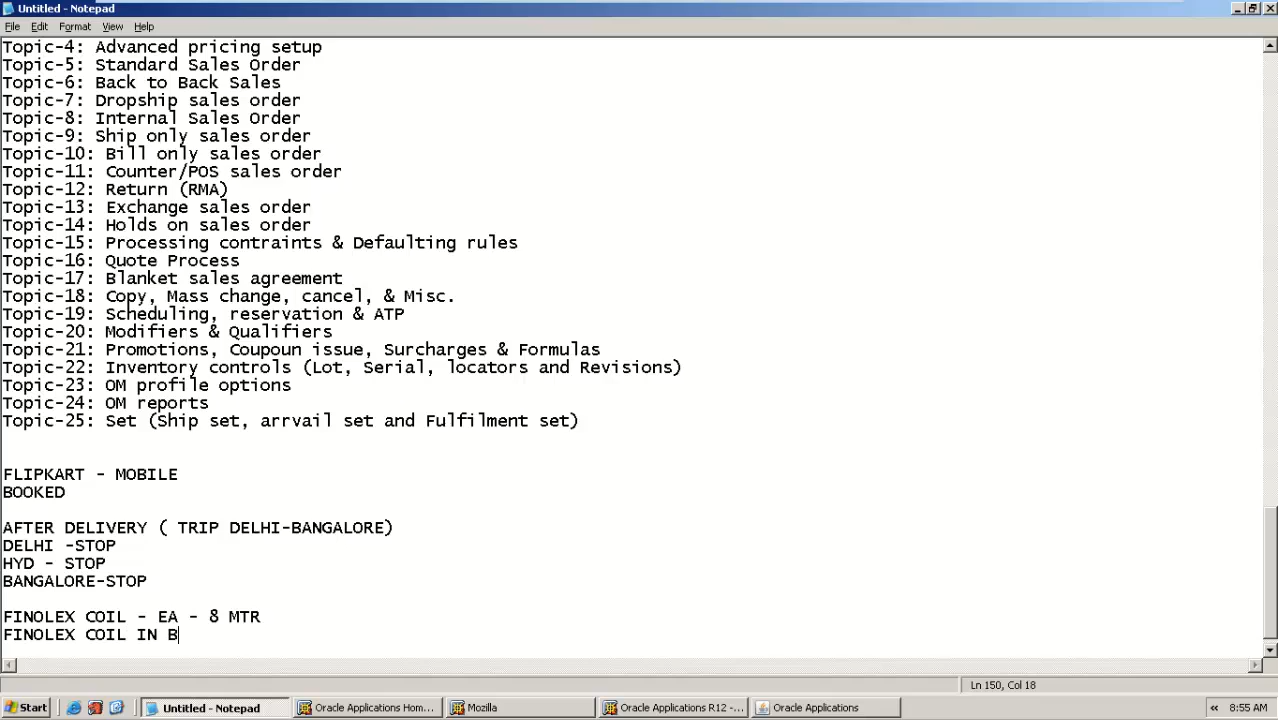 Untitled - Notepad
File Edit Format View Help
Topic-4: Advanced pricing setup
Topic-5: Standard Sales Order
Topic-6: Back to Back Sales
Topic-7: Dropship sales order
Topic-8: Internal Sales Order
Topic-9: Ship only sales order
Topic-10: Bill only sales order
Topic-11: Counter/POS sales order
Topic-12: Return (RMA)
Topic-13: Exchange sales order
Topic-14: Holds on sales order
Topic-15: Processing contraints & Defaulting rules
Topic-16: Quote Process
Topic-17: Blanket sales agreement
Topic-18: Copy, Mass change, cancel, & Misc.
Topic-19: Scheduling, reservation & ATP
Topic-20: Modifiers & Qualifiers
Topic-21: Promotions, Coupoun issue, Surcharges & Formulas
Topic-22: Inventory controls (Lot, Serial, locators and Revisions)
Topic-23: OM profile options
Topic-24: OM reports
Topic-25: Set (Ship set, arrvail set and Fulfilment set)
FLIPKART - MOBILE
BOOKED
AFTER DELIVERY ( TRIP DELHI-BANGALORE)
DELHI -STOP
HYD - STOP
BANGALORE-STOP
FINOLEX COIL - EA - 8 MTR
FINOLEX COIL IN B
Ln 150, Col 18
Start Untitled - Notepad Oracle Applications Hom... Mozilla Oracle Applications R12 -... Oracle Applications « 8:55 AM